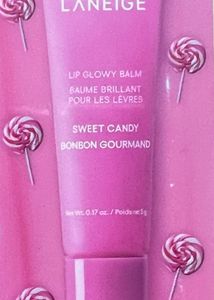 LANEIGE
LIP GLOWY BALM
BAUME BRILLANT
POUR LES LÈVRES
SWEET CANDY
BONBON GOURMAND
Net Wt. 0.17 oz. / Poids net 5g